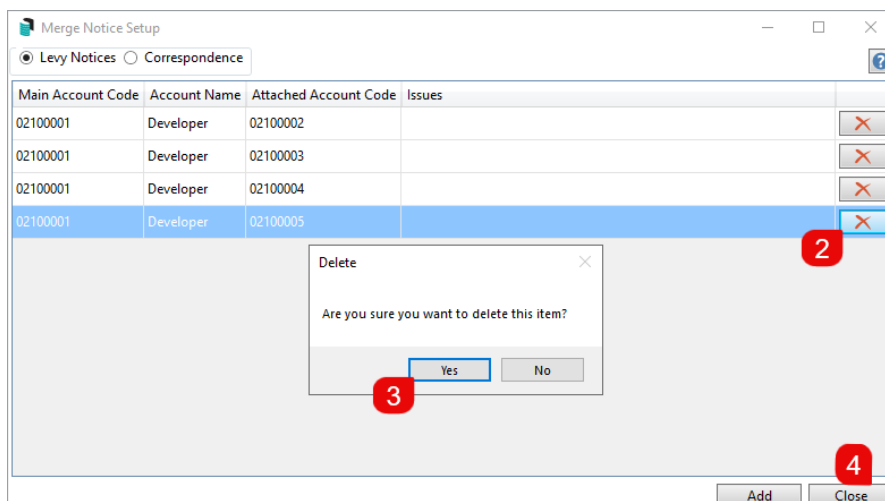 Merge Notice Setup
Levy Notices Correspondence
?
Main Account Code Account Name Attached Account Code Issues
02100001 Developer 02100002
02100001 Developer 02100003
02100001 Developer 02100004
02100001 Developer 02100005
2
Delete
Are you sure you want to delete this item?
Yes No
3
4
Add Close